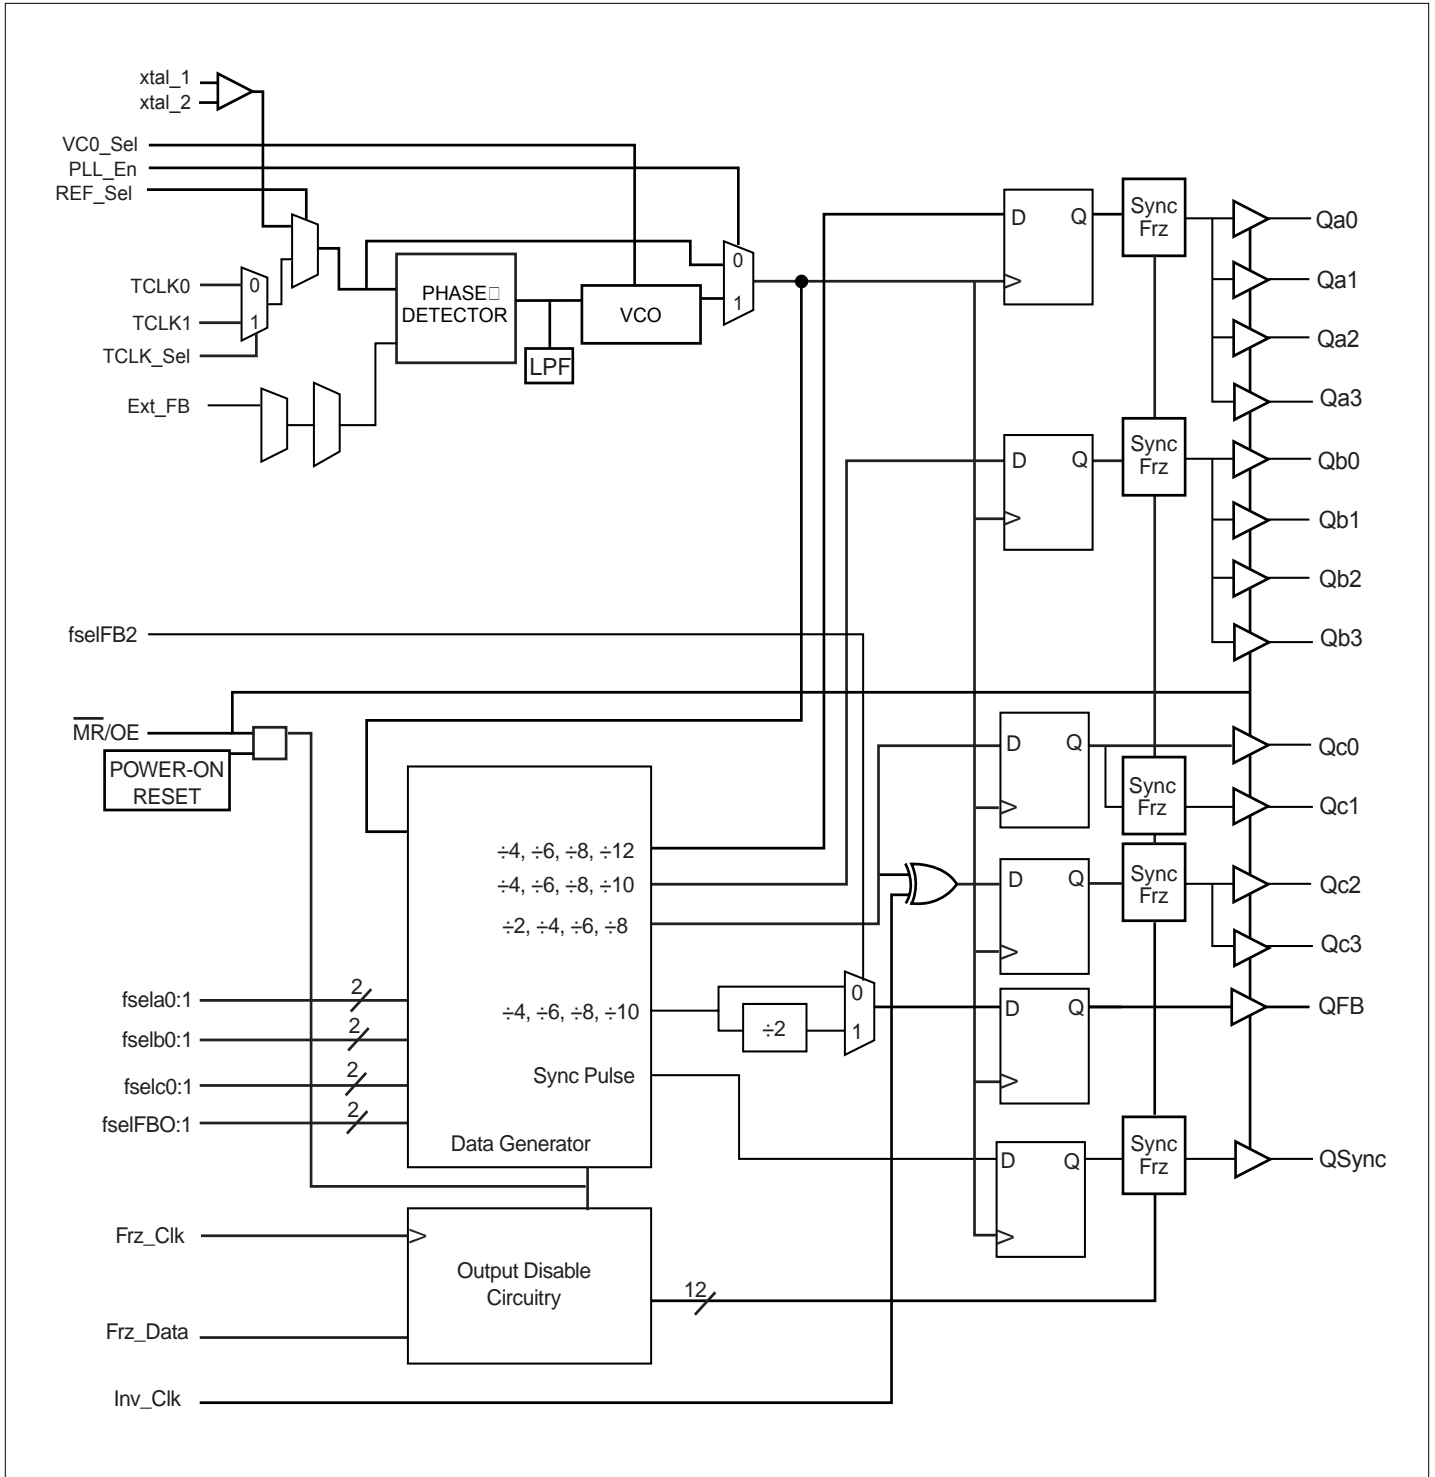 xtal_1
xtal_2
VC0_Sel
PLL_En
REF_Sel
TCLK0
TCLK1
TCLK_Sel
Ext_FB
0
1
PHASE□
DETECTOR
LPF
VCO
0
1
D Q
Sync
Frz
Qa0
Qa1
Qa2
Qa3
D Q
Sync
Frz
Qb0
Qb1
Qb2
Qb3
fselFB2
MR/OE
POWER-ON
RESET
D Q
Sync
Frz
Qc0
Qc1
÷4, ÷6, ÷8, ÷12
÷4, ÷6, ÷8, ÷10
÷2, ÷4, ÷6, ÷8
÷4, ÷6, ÷8, ÷10
Sync Pulse
Data Generator
D Q
Sync
Frz
Qc2
Qc3
fsela0:1
2
fselb0:1
2
fselc0:1
2
fselFBO:1
2
÷2
0
1
D Q
QFB
D Q
Sync
Frz
QSync
Frz_Clk
Output Disable
Circuitry
12
Frz_Data
Inv_Clk